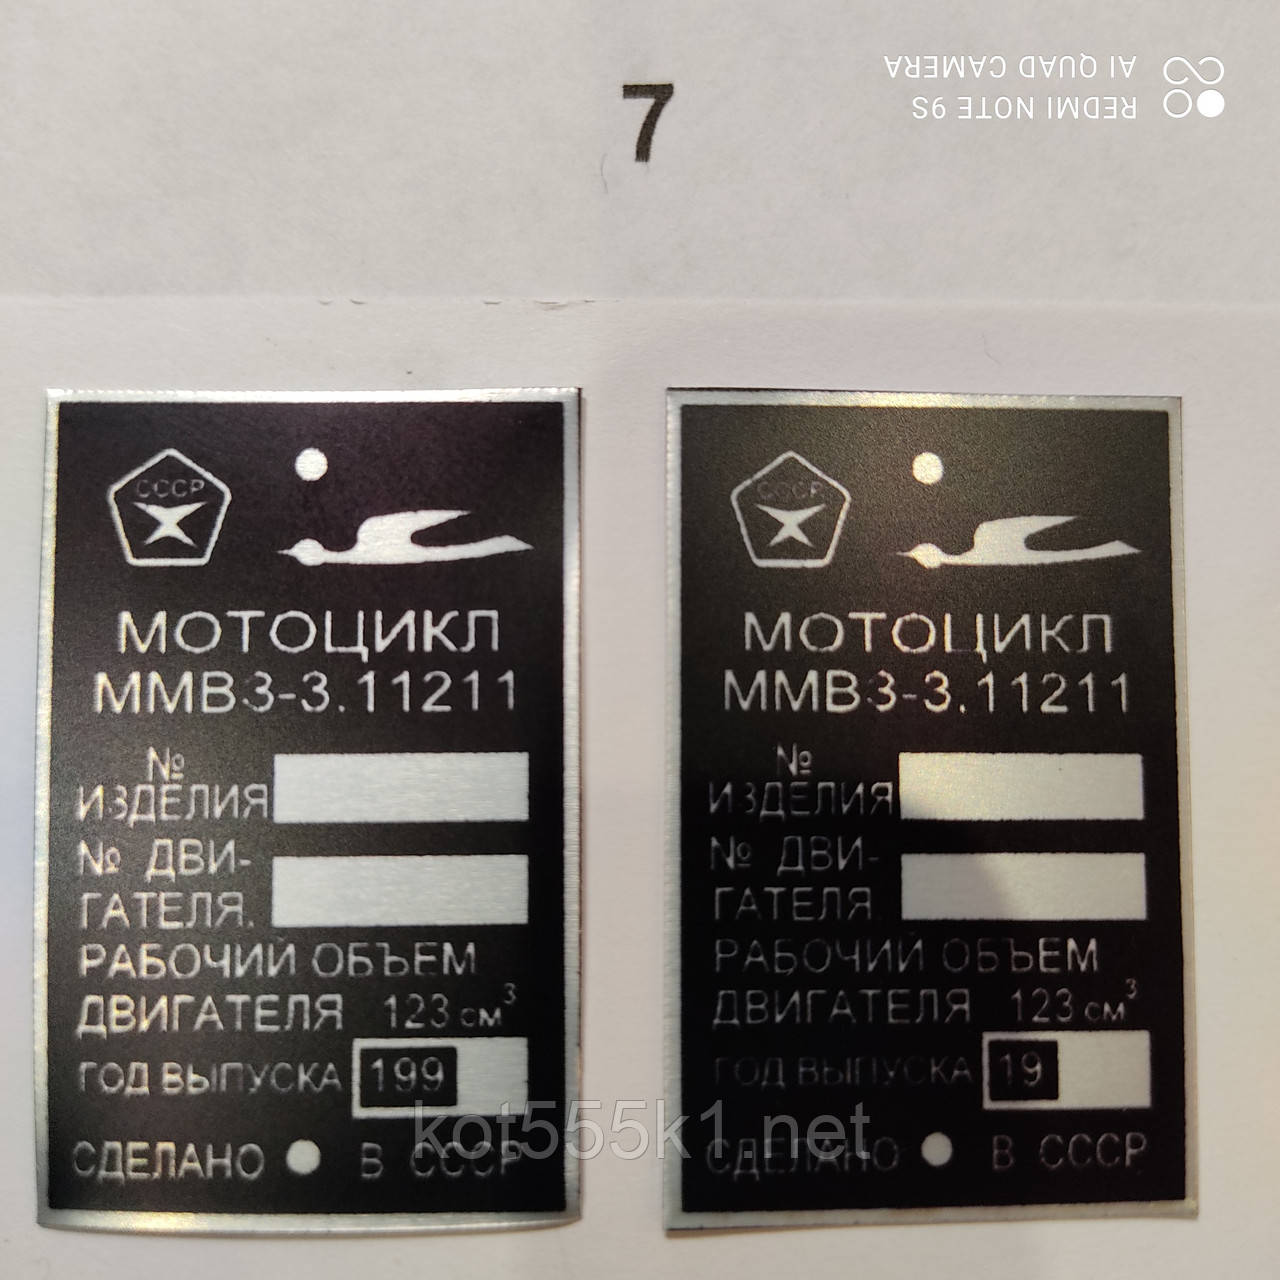 7
REDMI NOTE 9S
AI QUAD CAMERA
СССР
МОТОЦИКЛ
ММВЗ-3.11211
№
ИЗДЕЛИЯ
№ ДВИ-
ГАТЕЛЯ.
РАБОЧИЙ ОБЪЕМ
ДВИГАТЕЛЯ 123 см³
ГОД ВЫПУСКА 199
СДЕЛАНО В СССР
СССР
МОТОЦИКЛ
ММВЗ-3.11211
№
ИЗДЕЛИЯ
№ ДВИ-
ГАТЕЛЯ
РАБОЧИЙ ОБЪЕМ
ДВИГАТЕЛЯ 123 см³
ГОД ВЫПУСКА 19
СДЕЛАНО В СССР
kot555k1.net